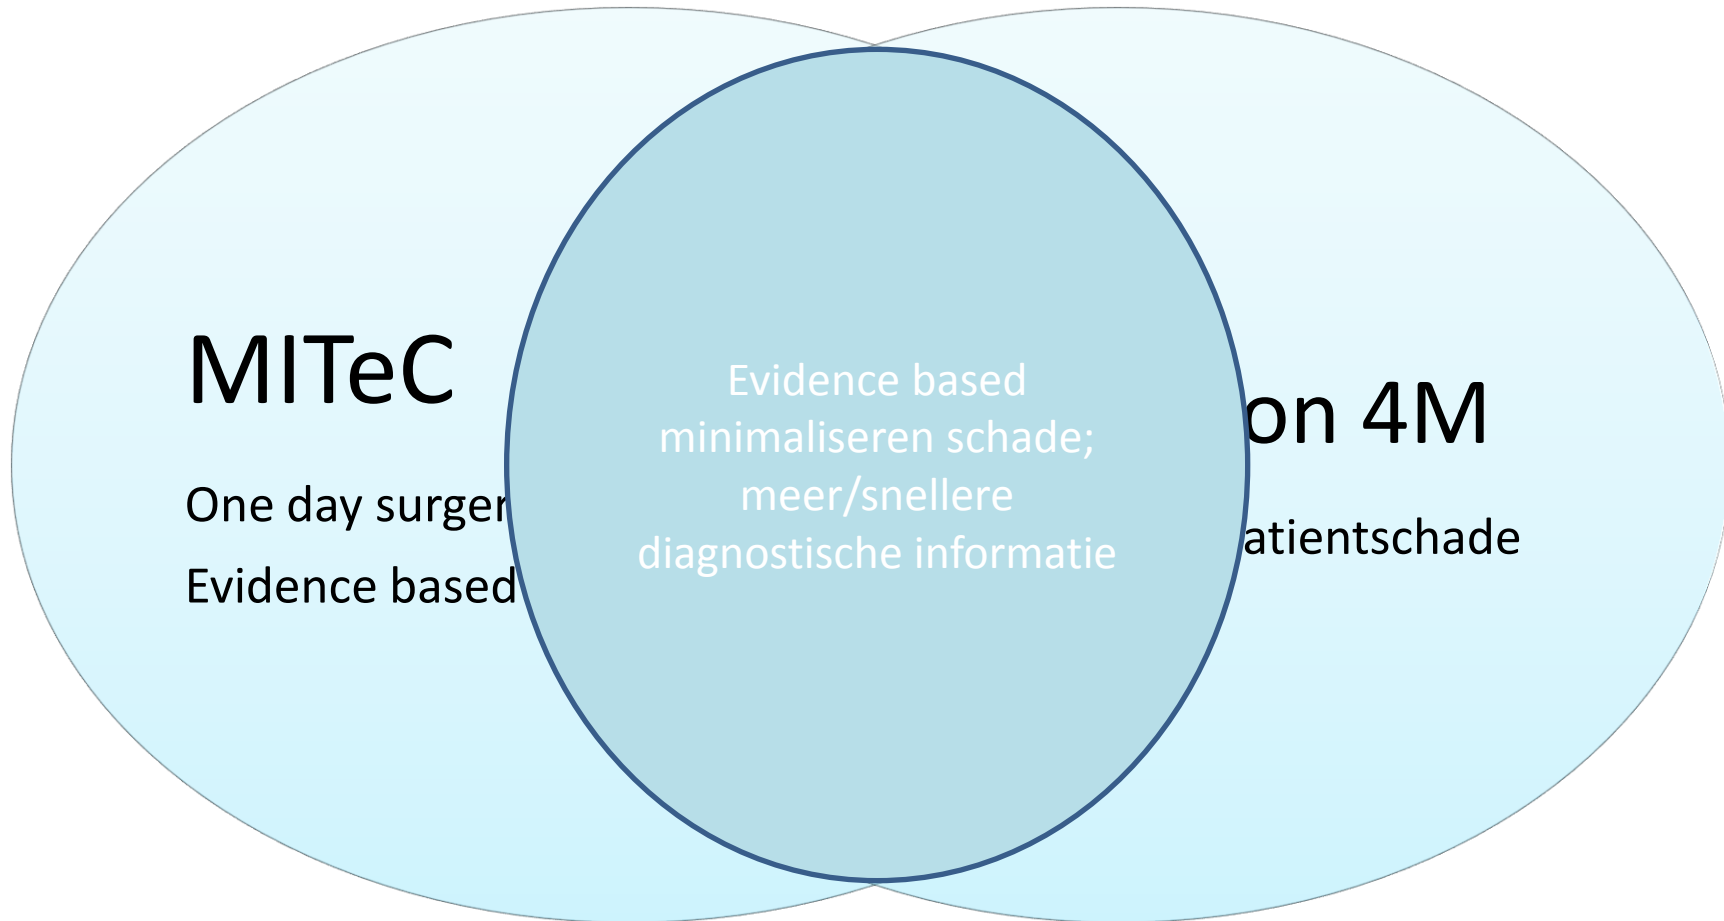 MITeC
One day surger
Evidence based
Evidence based
minimaliseren schade;
meer/snellere
diagnostische informatie
on 4M
atientschade